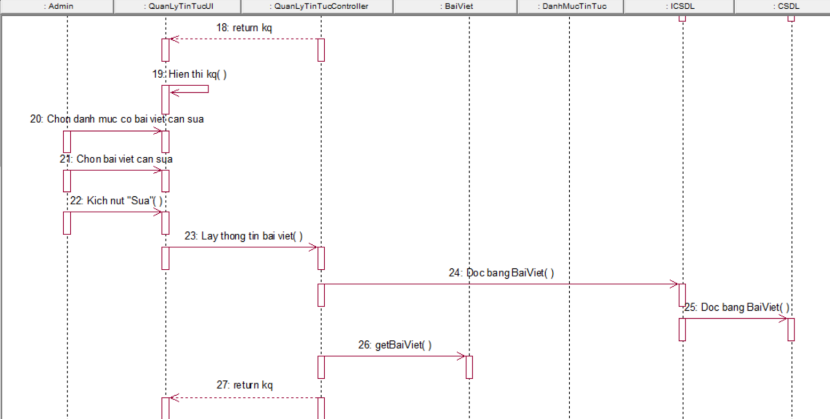 : Admin
: QuanLyTinTucUI
: QuanLyTinTucController
: BaiViet
: DanhMucTinTuc
: ICSDL
: CSDL
18: return kq
19: Hien thi kq( )
20: Chon danh muc co bai viet can sua
21: Chon bai viet can sua
22: Kich nut "Sua"( )
23: Lay thong tin bai viet( )
24: Doc bang BaiViet( )
25: Doc bang BaiViet( )
26: getBaiViet( )
27: return kq